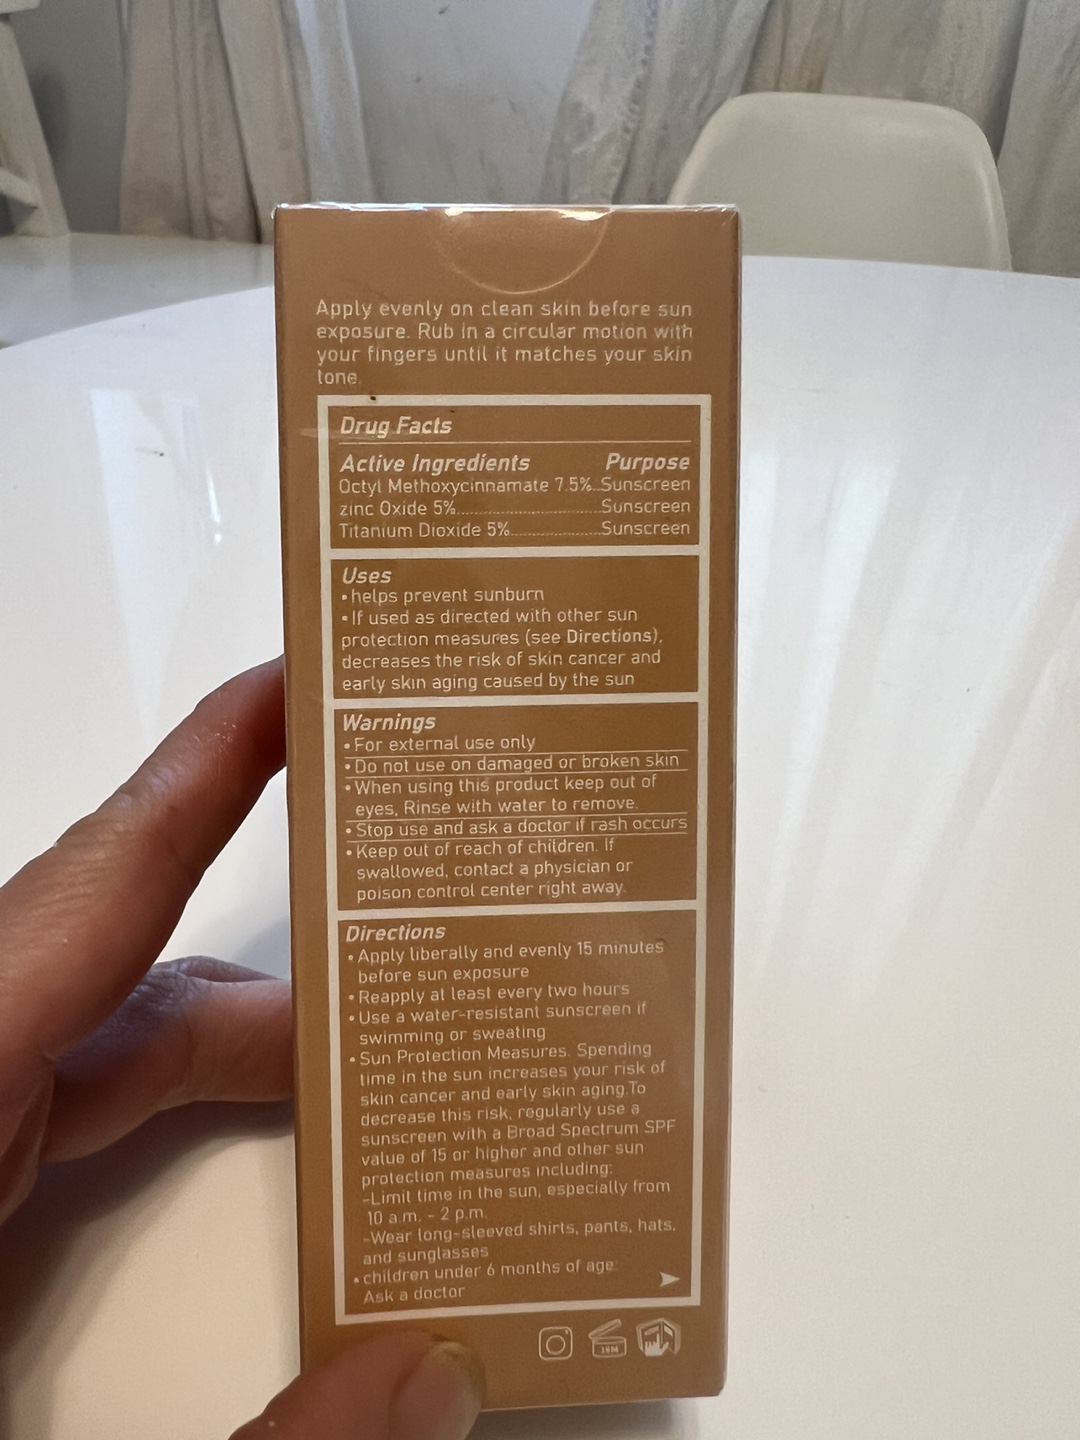 Apply evenly on clean skin before sun
exposure. Rub in a circular motion with
your fingers until it matches your skin
tone.
Drug Facts
Active Ingredients Purpose
Octyl Methoxycinnamate 7.5%..Sunscreen
zinc Oxide 5%........................Sunscreen
Titanium Dioxide 5%...............Sunscreen
Uses
•helps prevent sunburn
•If used as directed with other sun
protection measures (see Directions),
decreases the risk of skin cancer and
early skin aging caused by the sun
Warnings
•For external use only
•Do not use on damaged or broken skin
•When using this product keep out of
eyes, Rinse with water to remove.
•Stop use and ask a doctor if rash occurs
•Keep out of reach of children. If
swallowed, contact a physician or
poison control center right away.
Directions
•Apply liberally and evenly 15 minutes
before sun exposure
•Reapply at least every two hours
•Use a water-resistant sunscreen if
swimming or sweating
•Sun Protection Measures. Spending
time in the sun increases your risk of
skin cancer and early skin aging.To
decrease this risk, regularly use a
sunscreen with a Broad Spectrum SPF
value of 15 or higher and other sun
protection measures including:
-Limit time in the sun, especially from
10 a.m. - 2 p.m.
-Wear long-sleeved shirts, pants, hats,
and sunglasses
•children under 6 months of age:
Ask a doctor